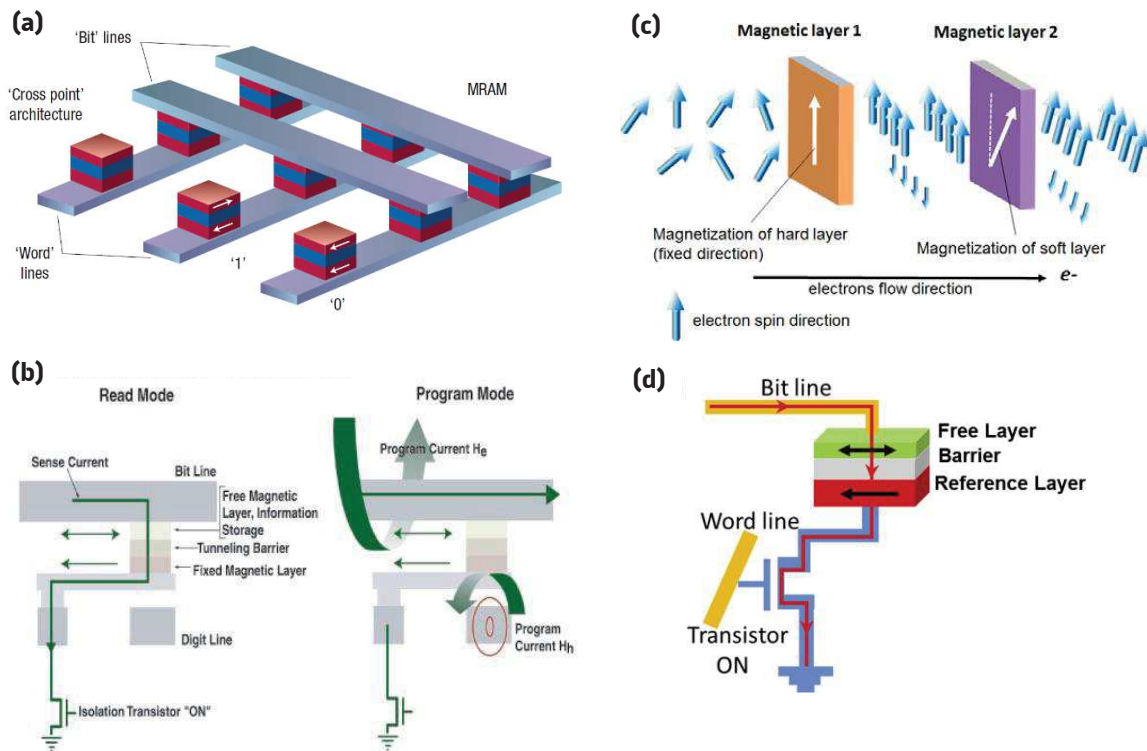 (a)
'Bit' lines
MRAM
'Cross point'
architecture
'Word'
lines
'1'
'0'
(b)
Read Mode
Sense Current
Bit Line
Free Magnetic
Layer, Information
Storage
Tunneling Barrier
Fixed Magnetic Layer
Digit Line
Isolation Transistor "ON"
Program Mode
Program Current He
Program
Current Hh
(c)
Magnetic layer 1
Magnetic layer 2
Magnetization of hard layer
(fixed direction)
Magnetization of soft layer
e-
electrons flow direction
electron spin direction
(d)
Bit line
Free Layer
Barrier
Reference Layer
Word line
Transistor
ON